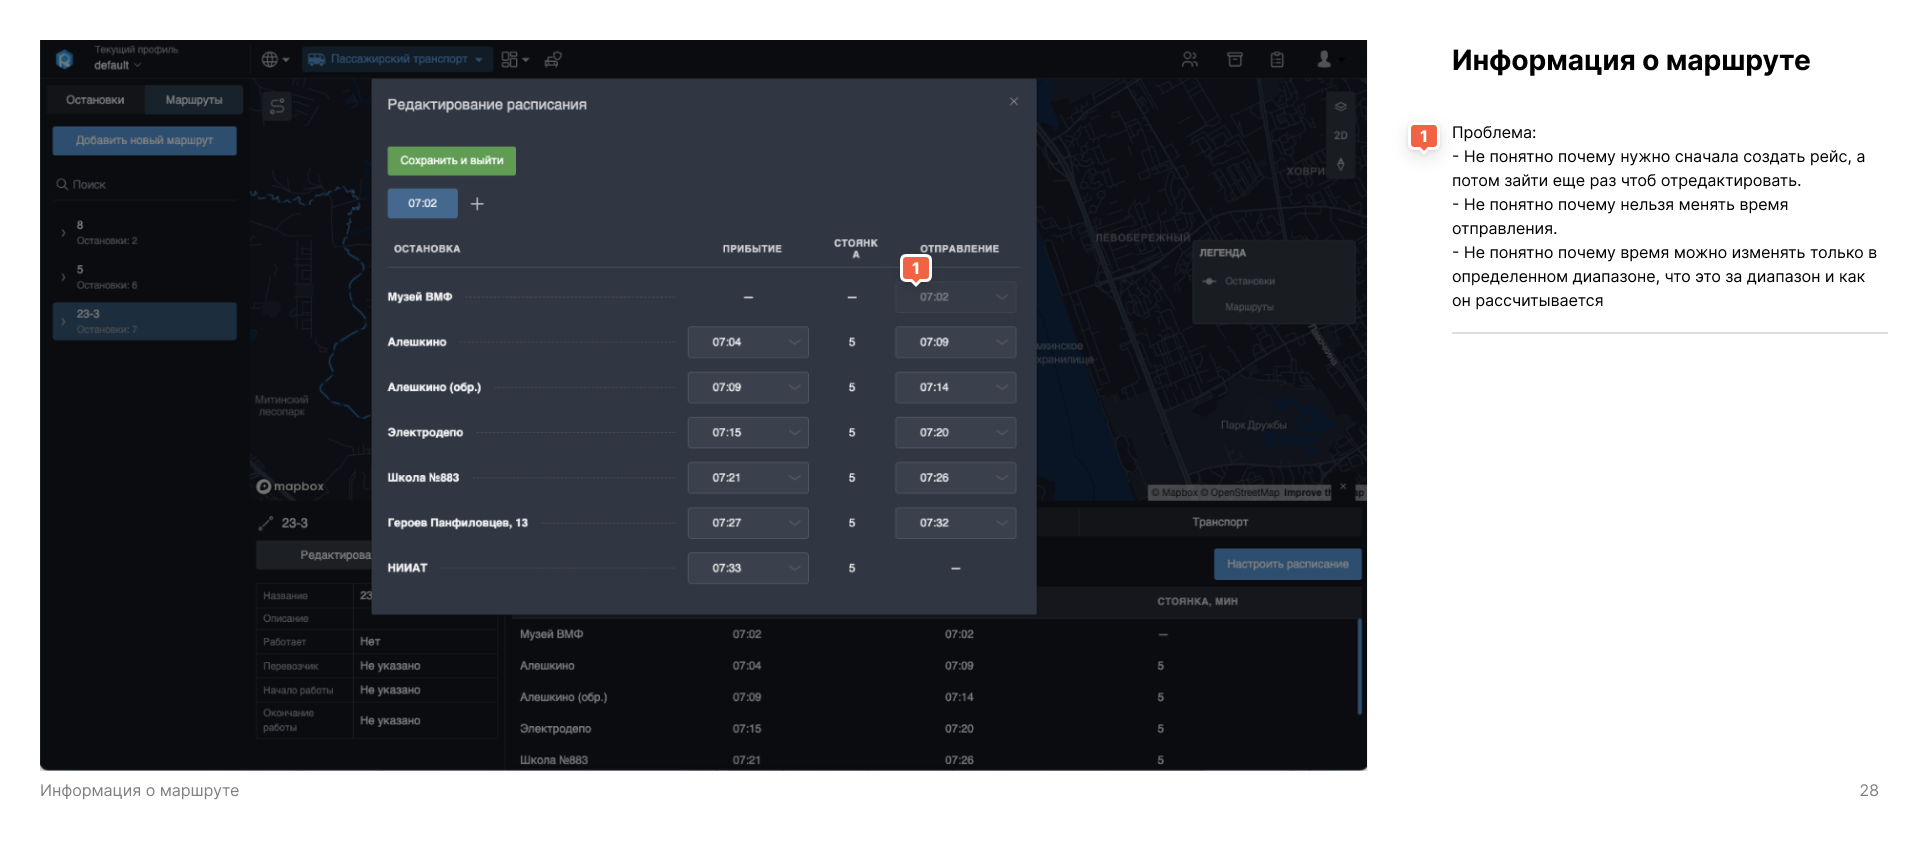 Текущий профиль
default
Пассажирский транспорт
Остановки
Маршруты
Добавить новый маршрут
Поиск
8
Остановки: 2
5
Остановки: 6
23-3
Остановки: 7
Редактирование расписания
Сохранить и выйти
07:02
ОСТАНОВКА ПРИБЫТИЕ СТОЯНК
А ОТПРАВЛЕНИЕ
1
Музей ВМФ — — 07:02
Алешкино 07:04 5 07:09
Алешкино (обр.) 07:09 5 07:14
Электродепо 07:15 5 07:20
Школа №883 07:21 5 07:26
Героев Панфиловцев, 13 07:27 5 07:32
НИИАТ 07:33 5 —
2D
ХОВРИ
ЛЕВОБЕРЕЖНЫЙ
ЛЕГЕНДА
Остановки
Маршруты
Митинский
лесопарк
Парк Дружбы
mapbox
© Mapbox © OpenStreetMap Improve th
23-3
Транспорт
Редактирова
Настроить расписание
Название 23
Описание
Работает Нет
Перевозчик Не указано
Начало работы Не указано
Окончание
работы Не указано
СТОЯНКА, МИН
Музей ВМФ 07:02 07:02 —
Алешкино 07:04 07:09 5
Алешкино (обр.) 07:09 07:14 5
Электродепо 07:15 07:20 5
Школа №883 07:21 07:26 5
Информация о маршруте
1
Проблема:
- Не понятно почему нужно сначала создать рейс, а
потом зайти еще раз чтоб отредактировать.
- Не понятно почему нельзя менять время
отправления.
- Не понятно почему время можно изменять только в
определенном диапазоне, что это за диапазон и как
он рассчитывается
Информация о маршруте
28